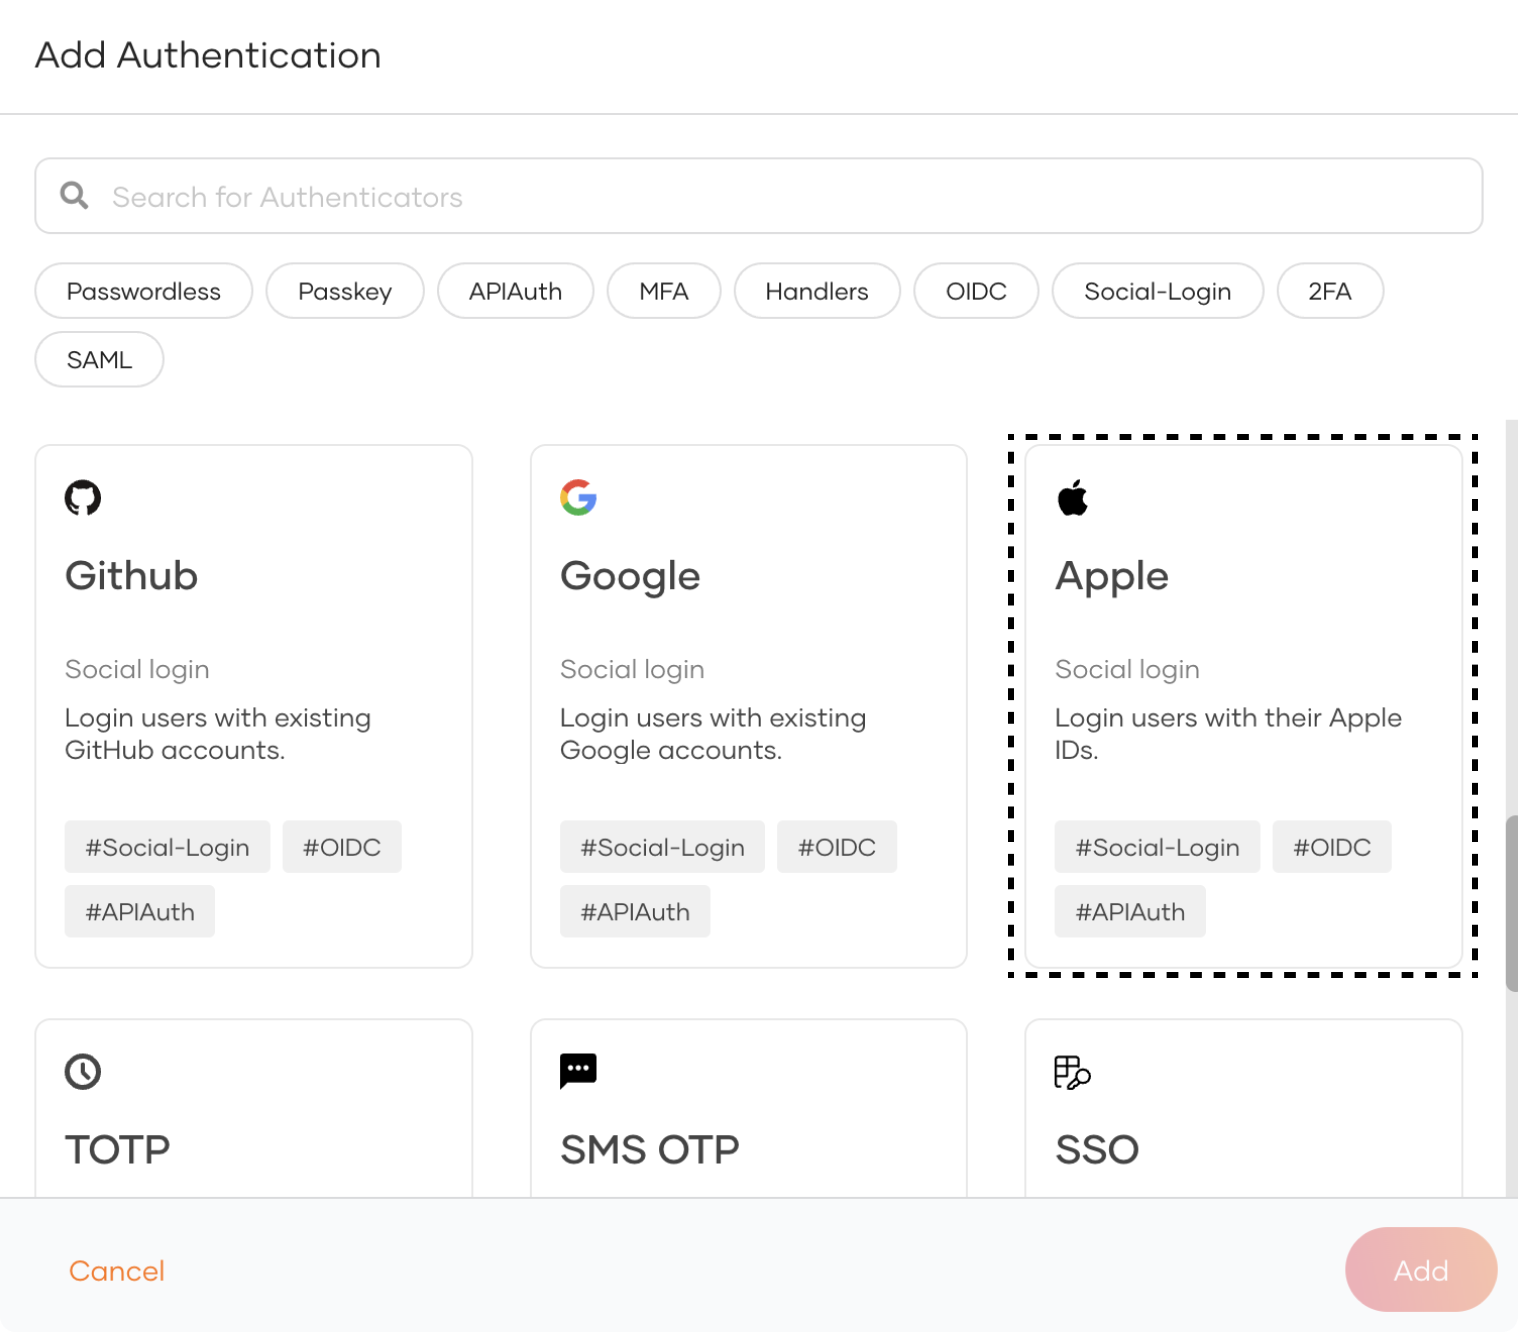 Add Authentication
Search for Authenticators
Passwordless
Passkey
APIAuth
MFA
Handlers
OIDC
Social-Login
2FA
SAML
Github
Social login
Login users with existing
GitHub accounts.
#Social-Login
#OIDC
#APIAuth
Google
Social login
Login users with existing
Google accounts.
#Social-Login
#OIDC
#APIAuth
Apple
Social login
Login users with their Apple
IDs.
#Social-Login
#OIDC
#APIAuth
TOTP
SMS OTP
SSO
Cancel
Add